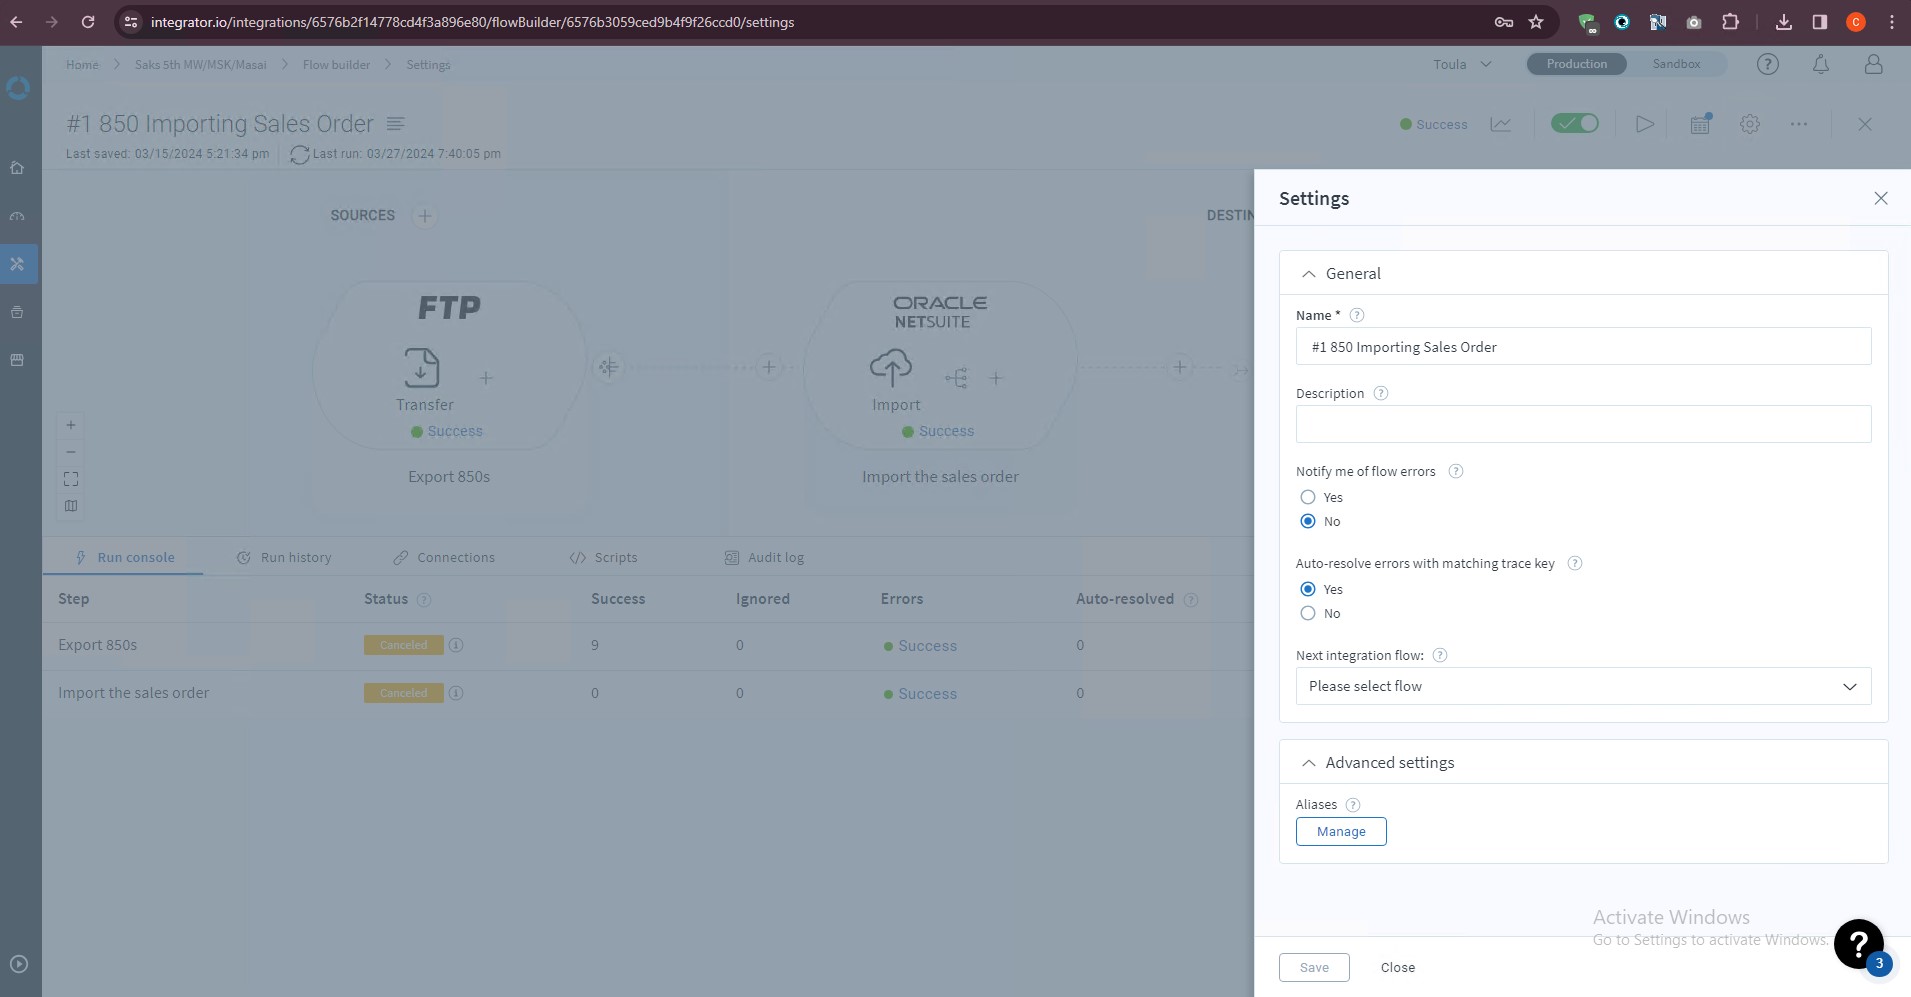 integrator.io/integrations/6576b2f14778cd4f3a896e80/flowBuilder/6576b3059ced9b4f9f26ccd0/settings
C
Home > Saks 5th MW/MSK/Masai > Flow builder > Settings
Toula
Production
Sandbox
#1 850 Importing Sales Order
Success
Last saved: 03/15/2024 5:21:34 pm
Last run: 03/27/2024 7:40:05 pm
SOURCES
DESTIN
FTP
Transfer
Success
Export 850s
ORACLE
NETSUITE
Import
Success
Import the sales order
Run console
Run history
Connections
Scripts
Audit log
Step Status Success Ignored Errors Auto-resolved
Export 850s Canceled 9 0 Success 0
Import the sales order Canceled 0 0 Success 0
Settings
General
Name *
#1 850 Importing Sales Order
Description
Notify me of flow errors
Yes
No
Auto-resolve errors with matching trace key
Yes
No
Next integration flow:
Please select flow
Advanced settings
Aliases
Manage
Activate Windows
Go to Settings to activate Windows.
Save
Close
?
3